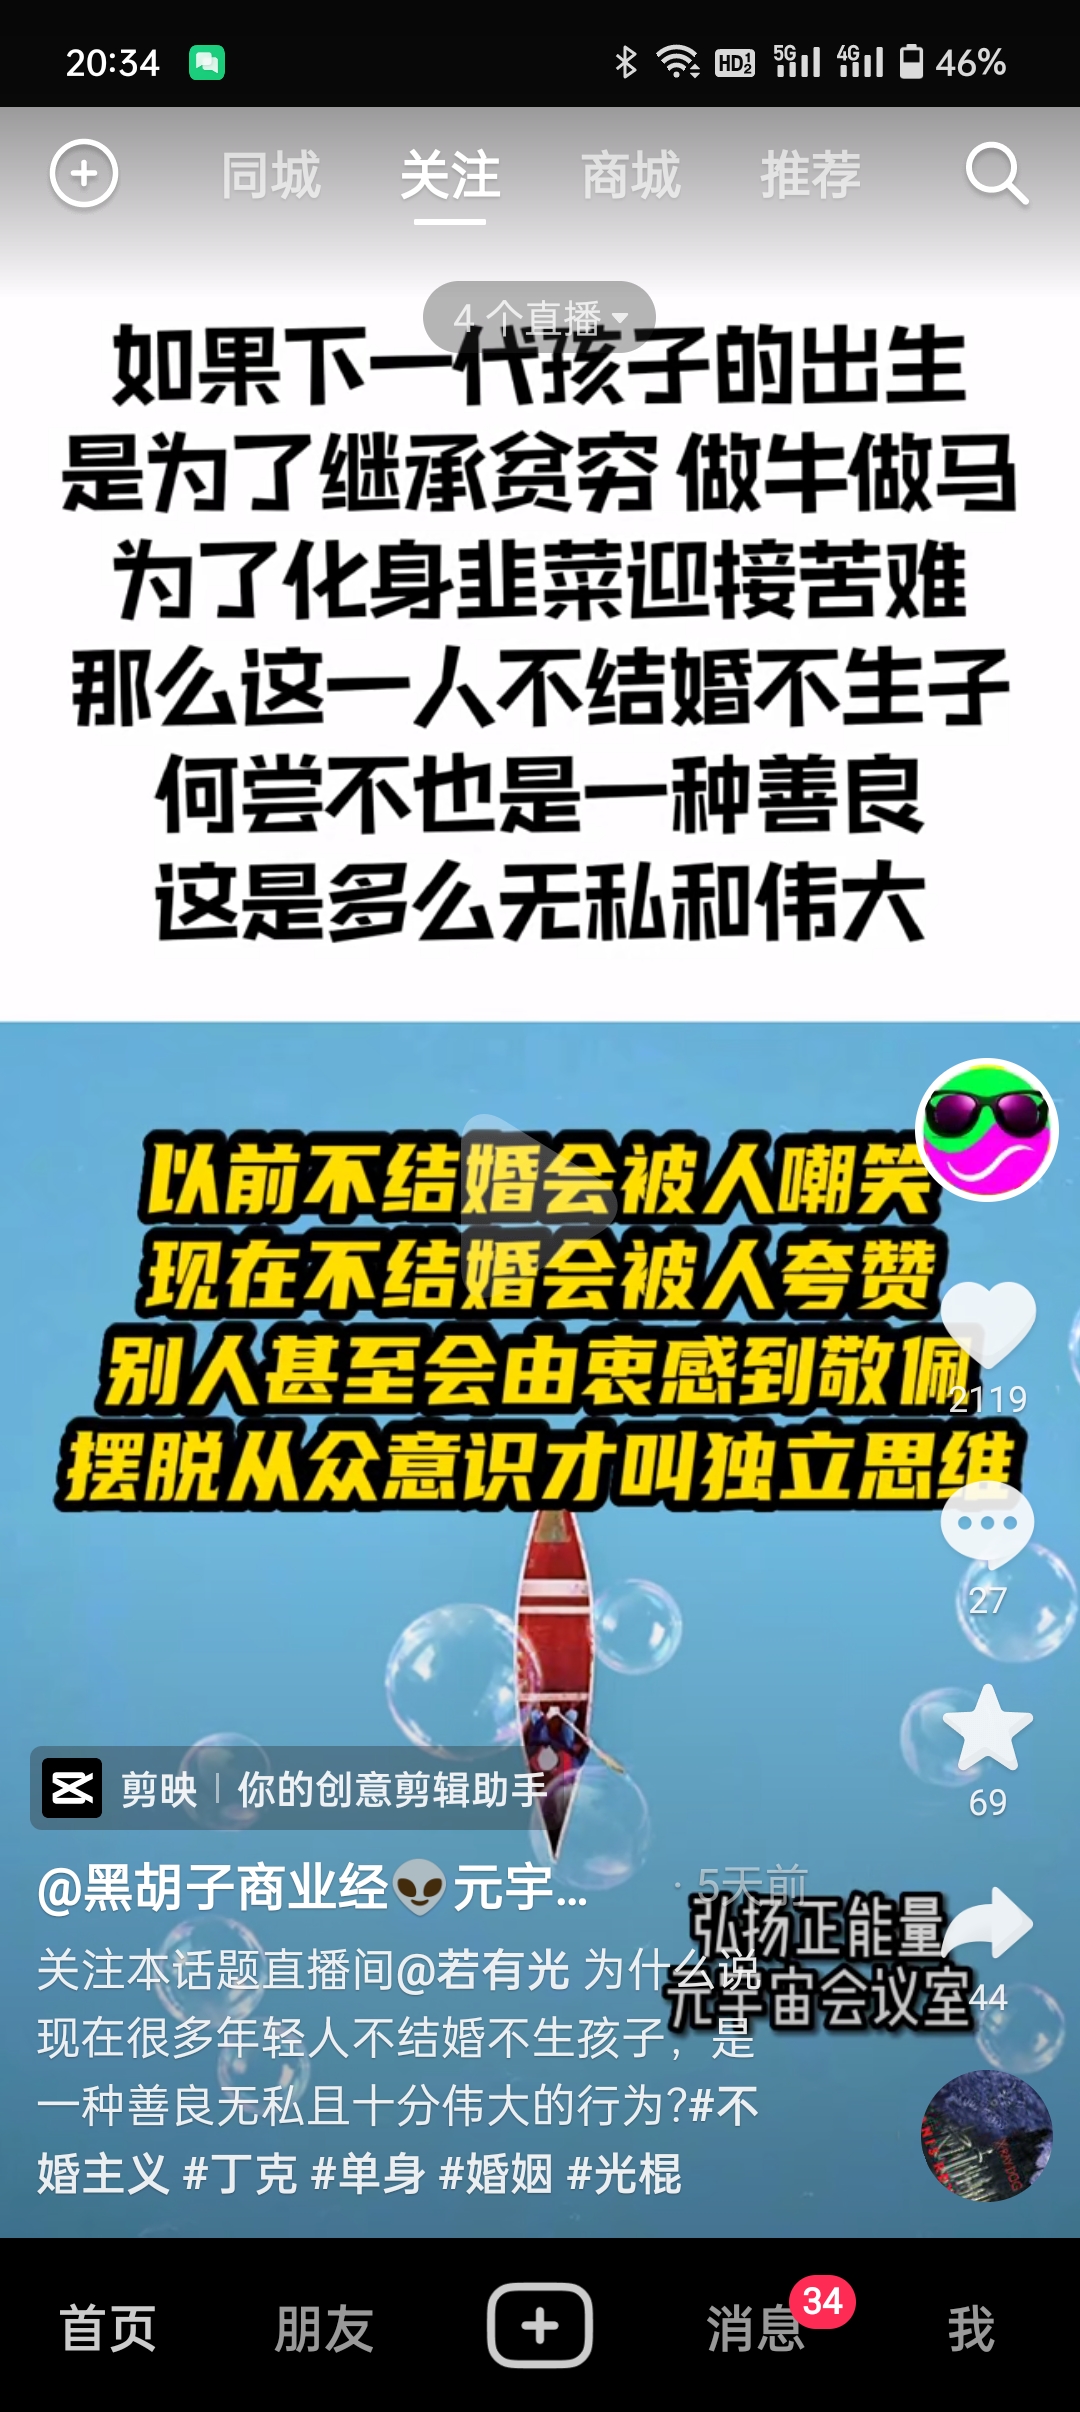 20:34
HD 1 2
5G
4G
46%
同城 关注 商城 推荐
4 个直播
如果下一代孩子的出生
是为了继承贫穷 做牛做马
为了化身韭菜迎接苦难
那么这一人不结婚不生子
何尝不也是一种善良
这是多么无私和伟大
以前不结婚会被人嘲笑
现在不结婚会被人夸赞
别人甚至会由衷感到敬佩
摆脱从众意识才叫独立思维
2119
27
69
44
剪映 | 你的创意剪辑助手
@黑胡子商业经👽元宇... · 5天前
弘扬正能量
元宇宙会议室
关注本话题直播间@若有光 为什么说
现在很多年轻人不结婚不生孩子，是
一种善良无私且十分伟大的行为?#不
婚主义 #丁克 #单身 #婚姻 #光棍
首页 朋友 消息 34 我